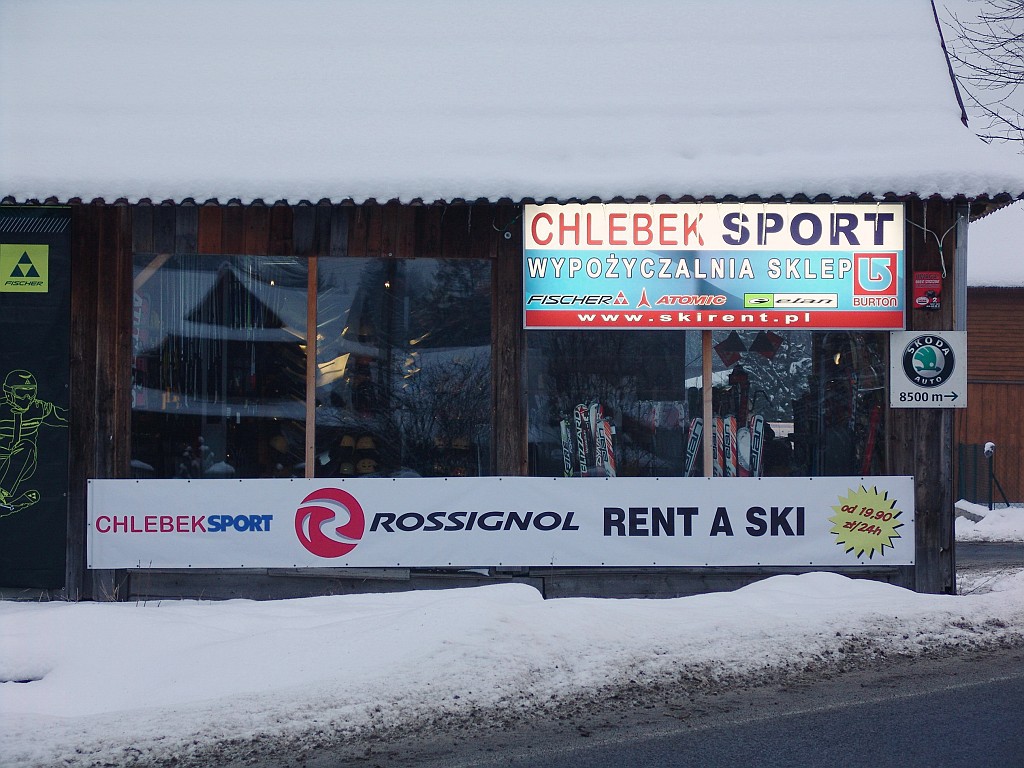 CHLEBEK SPORT
WYPOŻYCZALNIA SKLEP
FISCHER ATOMIC elan BURTON
www.skirent.pl
FISCHER
ŠKODA
AUTO
8500 m→
BLIZZARD
CHLEBEKSPORT ROSSIGNOL RENT A SKI
od 19,90
zł/24h